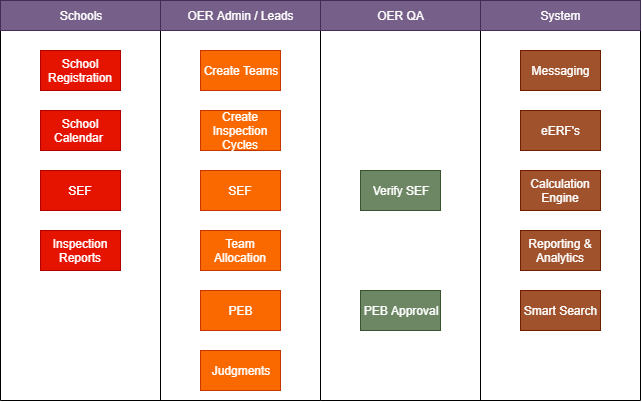 Schools
OER Admin / Leads
OER QA
System
School
Registration
Create Teams
Messaging
School
Calendar
Create
Inspection
Cycles
eERF's
SEF
SEF
Verify SEF
Calculation
Engine
Inspection
Reports
Team
Allocation
Reporting &
Analytics
PEB
PEB Approval
Smart Search
Judgments